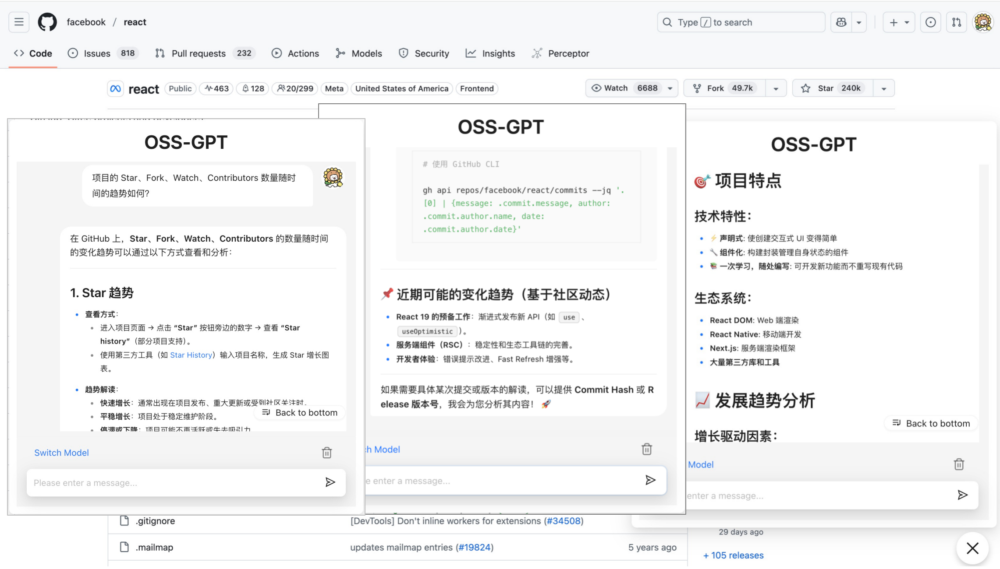 facebook / react
Type / to search
Code
Issues 818
Pull requests 232
Actions
Models
Security
Insights
Perceptor
react Public 463 128 20/299 Meta United States of America Frontend
Watch 6688
Fork 49.7k
Star 240k
OSS-GPT
项目的 Star、Fork、Watch、Contributors 数量随时
间的趋势如何?
在 GitHub 上，Star、Fork、Watch、Contributors 的数量随时间
的变化趋势可以通过以下方式查看和分析：
1. Star 趋势
查看方式：
进入项目页面 → 点击 “Star” 按钮旁边的数字 → 查看 “Star
history”（部分项目支持）。
使用第三方工具（如 Star History）输入项目名称，生成 Star 增长图
表。
趋势解读：
快速增长：通常出现在项目发布、重大更新或受到社区关注时。
平稳增长：项目处于稳定维护阶段。
停滞或下降：项目可能不再活跃或失去吸引力
Back to bottom
Switch Model
Please enter a message...
OSS-GPT
# 使用 GitHub CLI
gh api repos/facebook/react/commits --jq '.
[0] | {message: .commit.message, author:
.commit.author.name, date:
.commit.author.date}'
📌 近期可能的变化趋势（基于社区动态）
React 19 的预备工作：渐进式发布新 API（如 use 、
useOptimistic ）。
服务端组件（RSC）：稳定性和生态工具链的完善。
开发者体验：错误提示改进、Fast Refresh 增强等。
如果需要具体某次提交或版本的解读，可以提供 Commit Hash 或 R
elease 版本号，我会为您分析其内容！ 🚀
h Model
e enter a message...
OSS-GPT
🎯 项目特点
技术特性：
⚡ 声明式: 使创建交互式 UI 变得简单
🔧 组件化: 构建封装管理自身状态的组件
📚 一次学习，随处编写: 可开发新功能而不重写现有代码
生态系统：
React DOM: Web 端渲染
React Native: 移动端开发
Next.js: 服务端渲染框架
大量第三方库和工具
📈 发展趋势分析
Back to bottom
增长驱动因素：
Model
enter a message...
.gitignore [DevTools] Don't inline workers for extensions (#34508)
.mailmap updates mailmap entries (#19824) 5 years ago
29 days ago
+ 105 releases